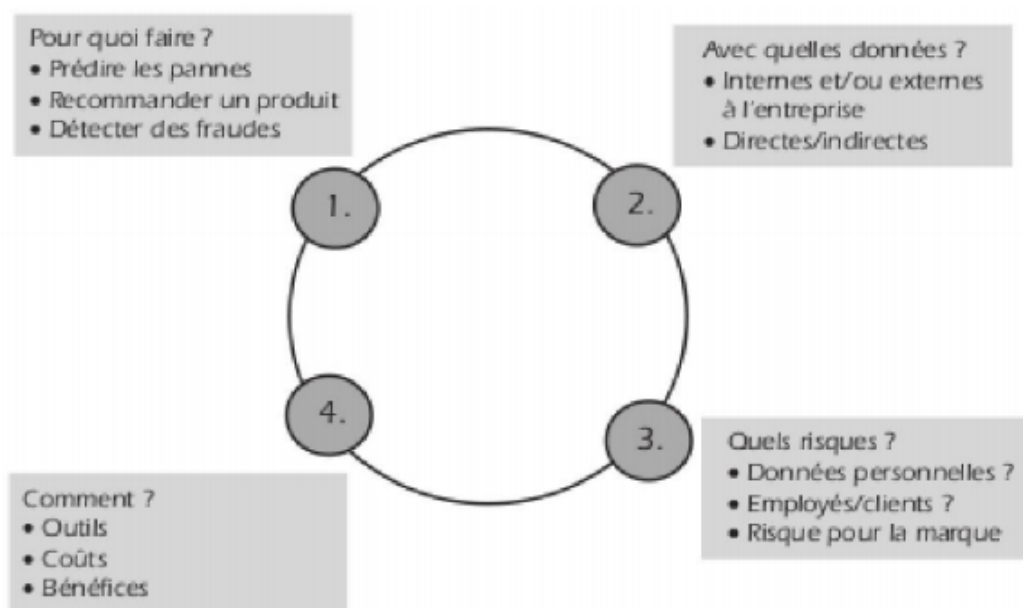 Pour quoi faire ?
• Prédire les pannes
• Recommander un produit
• Détecter des fraudes
1.
Avec quelles données ?
• Internes et/ou externes
à l'entreprise
• Directes/indirectes
2.
3.
Quels risques ?
• Données personnelles ?
• Employés/clients ?
• Risque pour la marque
4.
Comment ?
• Outils
• Coûts
• Bénéfices